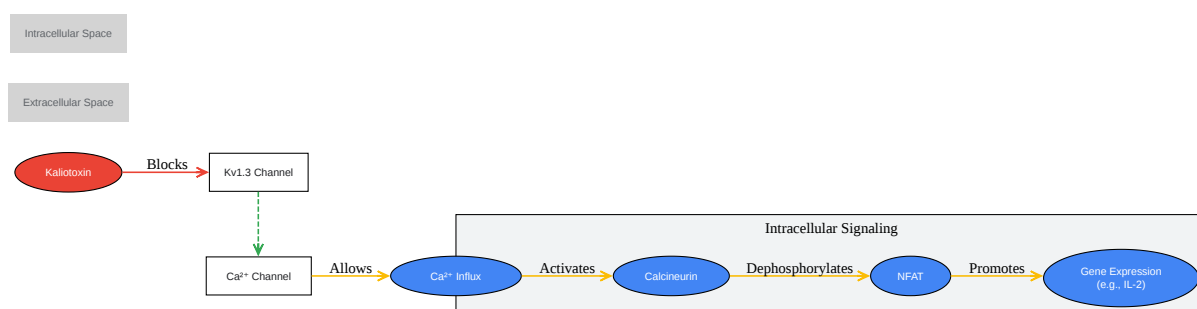 Intracellular Space
Extracellular Space
Kaliotoxin
Blocks
Kv1.3 Channel
Intracellular Signaling
Ca²⁺ Channel
Allows
Ca²⁺ Influx
Activates
Calcineurin
Dephosphorylates
NFAT
Promotes
Gene Expression
(e.g., IL-2)